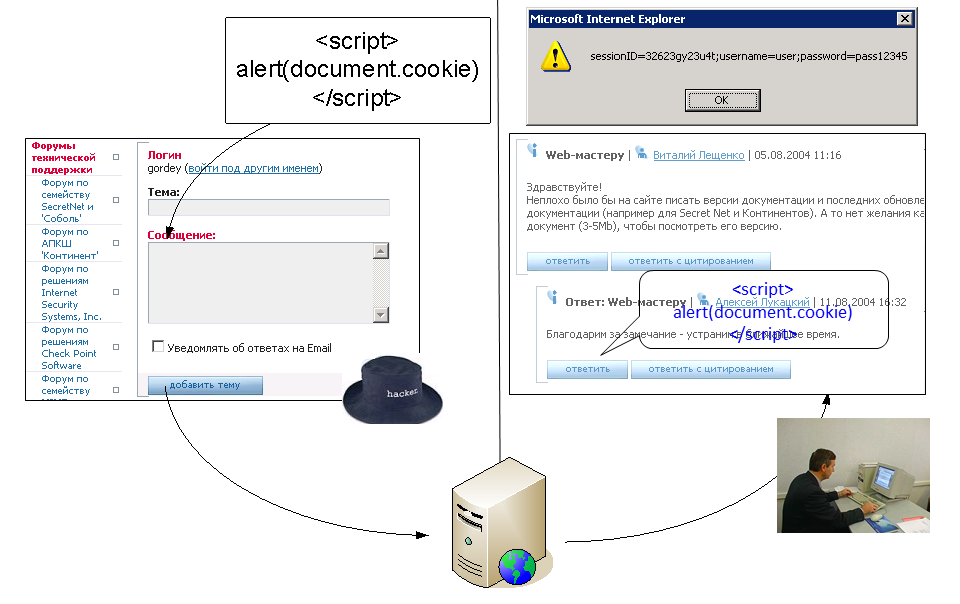 <script>
alert(document.cookie)
</script>
Microsoft Internet Explorer
sessionID=32623gy23u4t;username=user;password=pass12345
OK
Форумы
технической
поддержки
Форум по
семейству
SecretNet и
'Соболь'
Форум по
АПКШ
'Континент'
Форум по
решениям
Internet
Security
Systems, Inc.
Форум по
решениям
Check Point
Software
Форум по
семейству
Логин
gordey (войти под другим именем)
Тема:
Сообщение:
Уведомлять об ответах на Email
добавить тему
hacker
Web-мастеру | Виталий Лещенко | 05.08.2004 11:16
Здравствуйте!
Неплохо было бы на сайте писать версии документации и последних обновле
документации (например для Secret Net и Континентов). А то нет желания ка
документ (3-5Mb), чтобы посмотреть его версию.
ответить
ответить с цитированием
<script>
alert(document.cookie)
</script>
Ответ: Web-мастеру | Алексей Лукацкий | 11.08.2004 16:32
Благодарим за замечание - устраним в ближайшее время.
ответить
ответить с цитированием